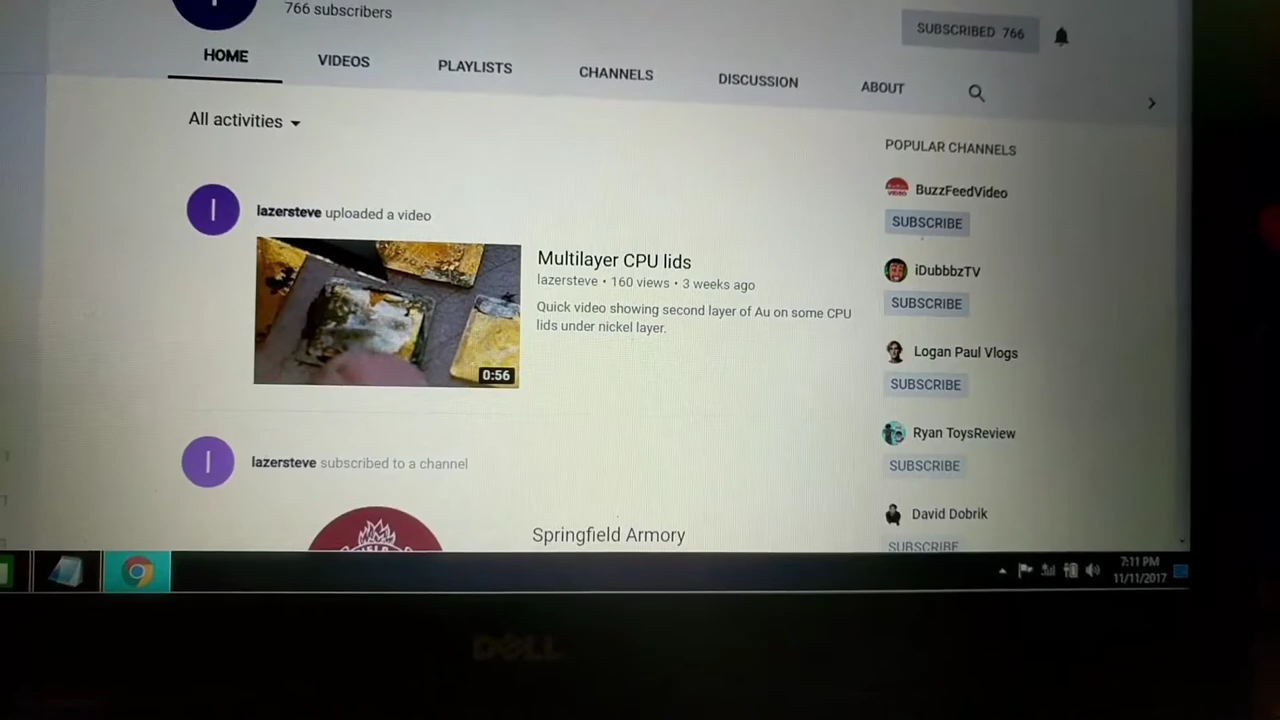 766 subscribers
SUBSCRIBED 766
HOME
VIDEOS
PLAYLISTS
CHANNELS
DISCUSSION
ABOUT
All activities
I
lazersteve uploaded a video
0:56
Multilayer CPU lids
lazersteve • 160 views • 3 weeks ago
Quick video showing second layer of Au on some CPU
lids under nickel layer.
I
lazersteve subscribed to a channel
Springfield Armory
POPULAR CHANNELS
BuzzFeedVideo
SUBSCRIBE
iDubbbzTV
SUBSCRIBE
Logan Paul Vlogs
SUBSCRIBE
Ryan ToysReview
SUBSCRIBE
David Dobrik
SUBSCRIBE
7:11 PM
11/11/2017
DELL